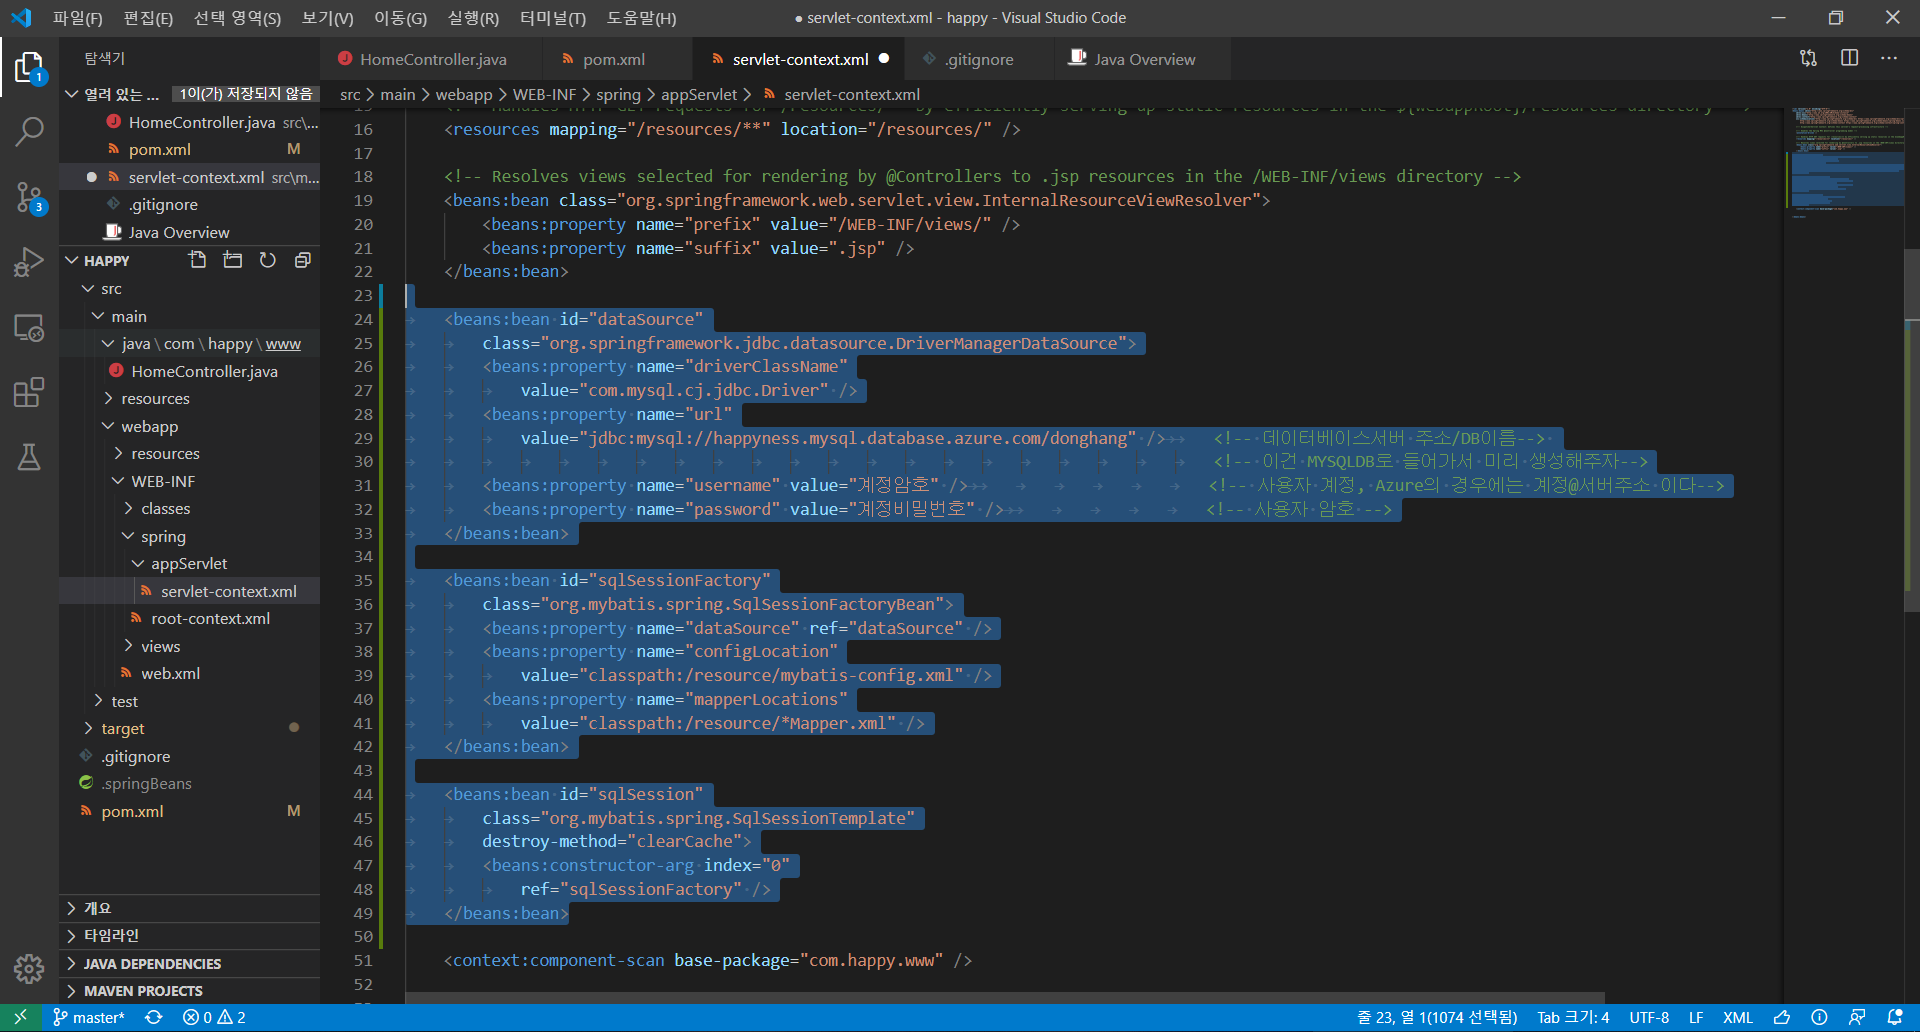 파일(F) 편집(E) 선택 영역(S) 보기(V) 이동(G) 실행(R) 터미널(T) 도움말(H)
● servlet-context.xml - happy - Visual Studio Code
탐색기
HomeController.java
pom.xml
servlet-context.xml ●
.gitignore
Java Overview
열려 있는 ... 1이(가) 저장되지 않음
HomeController.java src\...
pom.xml M
servlet-context.xml src\m...
.gitignore
Java Overview
HAPPY
src
main
java \ com \ happy \ www
HomeController.java
resources
webapp
resources
WEB-INF
classes
spring
appServlet
servlet-context.xml
root-context.xml
views
web.xml
test
target
.gitignore
.springBeans
pom.xml M
개요
타임라인
JAVA DEPENDENCIES
MAVEN PROJECTS
1
3
src > main > webapp > WEB-INF > spring > appServlet > servlet-context.xml
16 <resources mapping="/resources/**" location="/resources/" />
17
18 <!-- Resolves views selected for rendering by @Controllers to .jsp resources in the /WEB-INF/views directory -->
19 <beans:bean class="org.springframework.web.servlet.view.InternalResourceViewResolver">
20 <beans:property name="prefix" value="/WEB-INF/views/" />
21 <beans:property name="suffix" value=".jsp" />
22 </beans:bean>
23
24 <beans:bean id="dataSource"
25 class="org.springframework.jdbc.datasource.DriverManagerDataSource">
26 <beans:property name="driverClassName"
27 value="com.mysql.cj.jdbc.Driver" />
28 <beans:property name="url"
29 value="jdbc:mysql://happyness.mysql.database.azure.com/donghang" /> <!-- 데이터베이스서버 주소/DB이름-->
30 <!-- 이건 MYSQLDB로 들어가서 미리 생성해주자-->
31 <beans:property name="username" value="계정암호" /> <!-- 사용자 계정, Azure의 경우에는 계정@서버주소 이다-->
32 <beans:property name="password" value="계정비밀번호" /> <!-- 사용자 암호 -->
33 </beans:bean>
34
35 <beans:bean id="sqlSessionFactory"
36 class="org.mybatis.spring.SqlSessionFactoryBean">
37 <beans:property name="dataSource" ref="dataSource" />
38 <beans:property name="configLocation"
39 value="classpath:/resource/mybatis-config.xml" />
40 <beans:property name="mapperLocations"
41 value="classpath:/resource/*Mapper.xml" />
42 </beans:bean>
43
44 <beans:bean id="sqlSession"
45 class="org.mybatis.spring.SqlSessionTemplate"
46 destroy-method="clearCache">
47 <beans:constructor-arg index="0"
48 ref="sqlSessionFactory" />
49 </beans:bean>
50
51 <context:component-scan base-package="com.happy.www" />
52
master* 0 2
줄 23, 열 1(1074 선택됨) Tab 크기: 4 UTF-8 LF XML